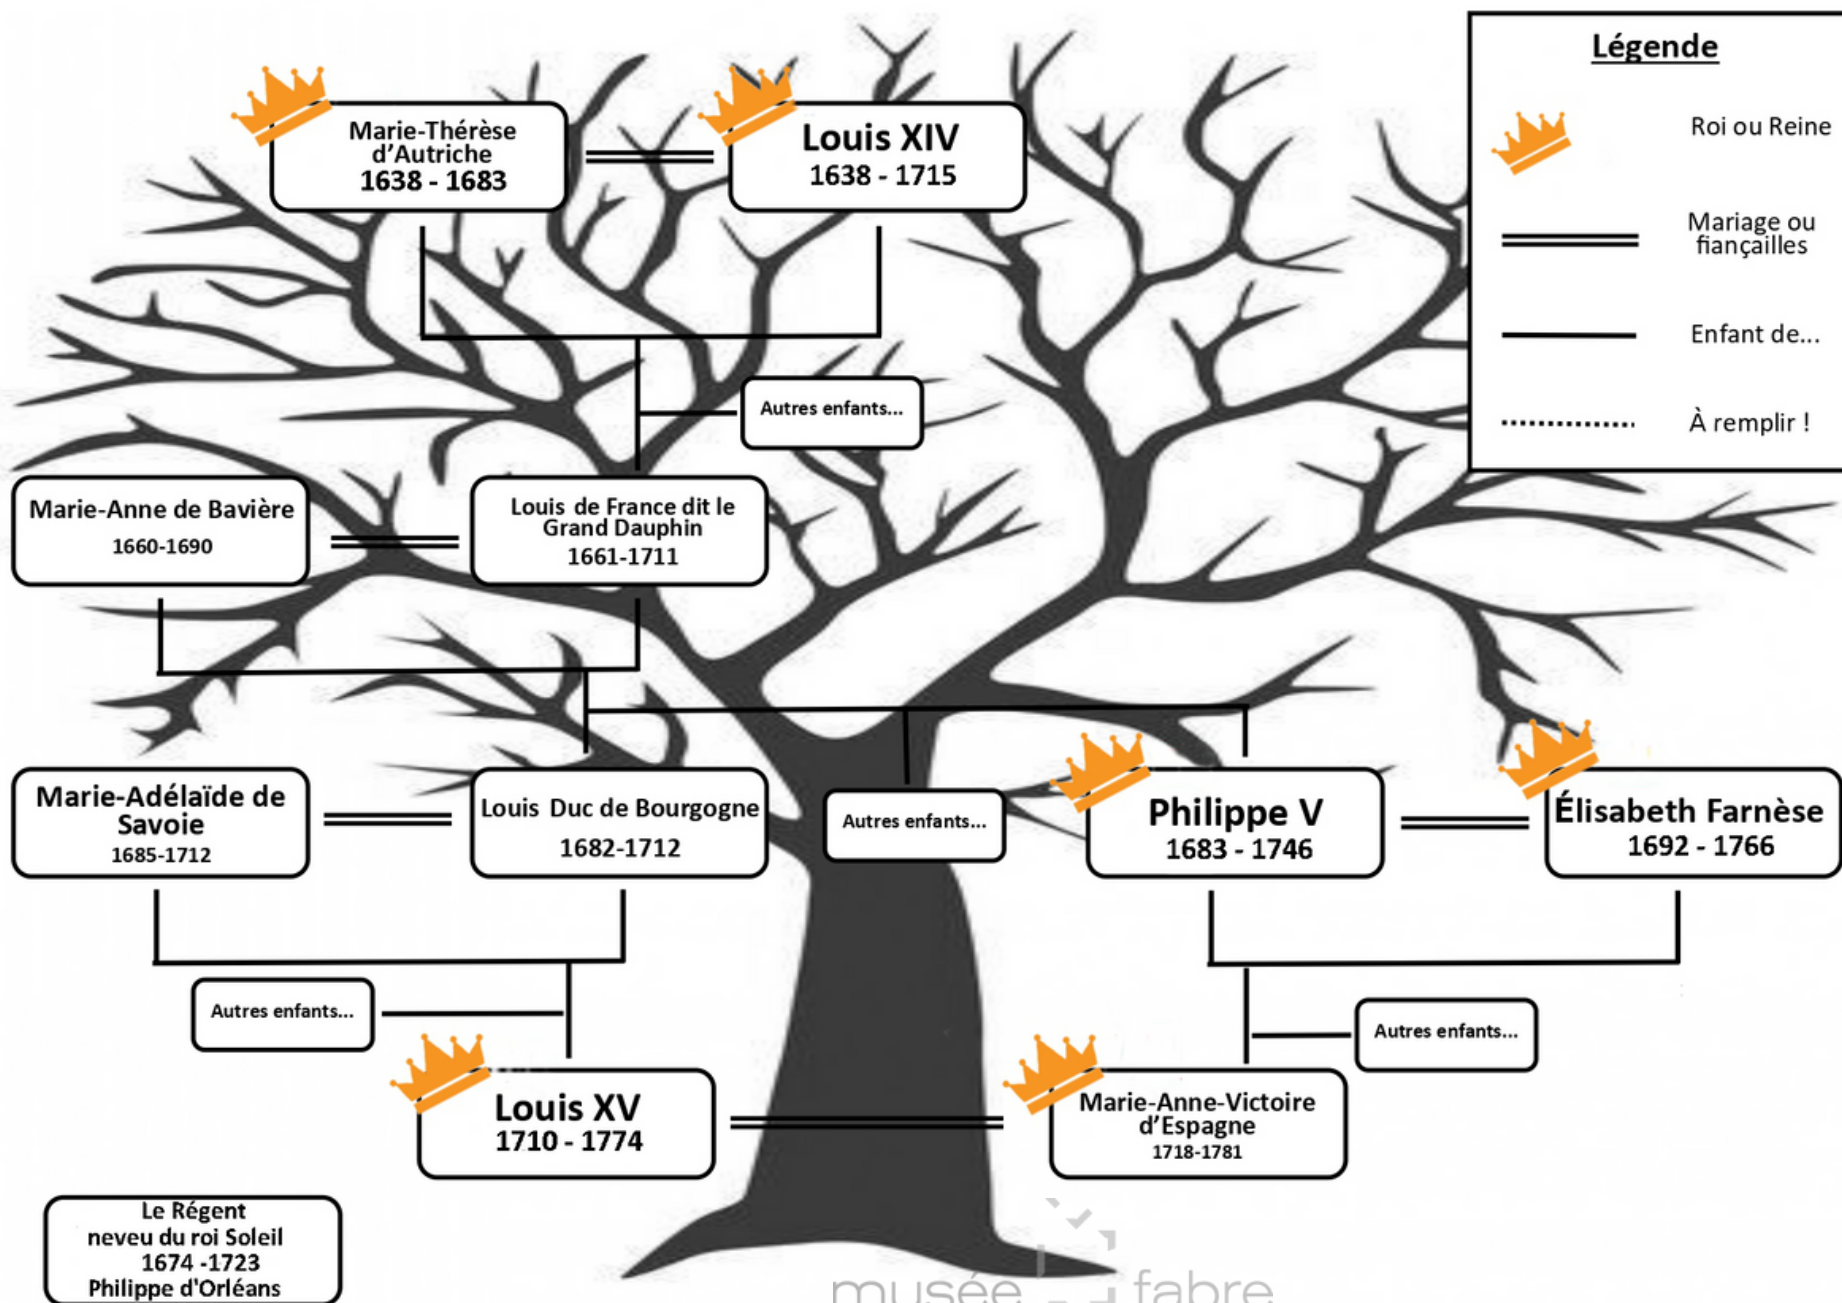 Légende
Roi ou Reine
Mariage ou
fiançailles
Enfant de...
À remplir !
Marie-Thérèse
d'Autriche
1638 - 1683
Louis XIV
1638 - 1715
Autres enfants...
Marie-Anne de Bavière
1660-1690
Louis de France dit le
Grand Dauphin
1661-1711
Marie-Adélaïde de
Savoie
1685-1712
Louis Duc de Bourgogne
1682-1712
Autres enfants...
Philippe V
1683 - 1746
Élisabeth Farnèse
1692 - 1766
Autres enfants...
Autres enfants...
Louis XV
1710 - 1774
Marie-Anne-Victoire
d'Espagne
1718-1781
Le Régent
neveu du roi Soleil
1674 -1723
Philippe d'Orléans
musée fabre